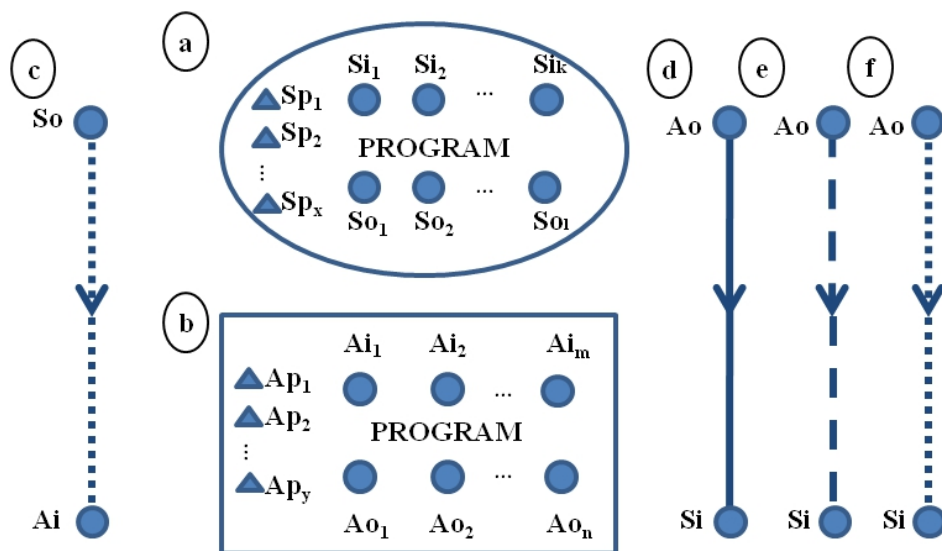 c
So
Ai
a
Si₁ Si₂ ... Siₖ
Sp₁
Sp₂
PROGRAM
...
Spₓ
So₁ So₂ ... Soₗ
b
Ai₁ Ai₂ ... Aiₘ
Ap₁
Ap₂
PROGRAM
...
Apᵧ
Ao₁ Ao₂ ... Aoₙ
d e f
Ao Ao Ao
Si Si Si